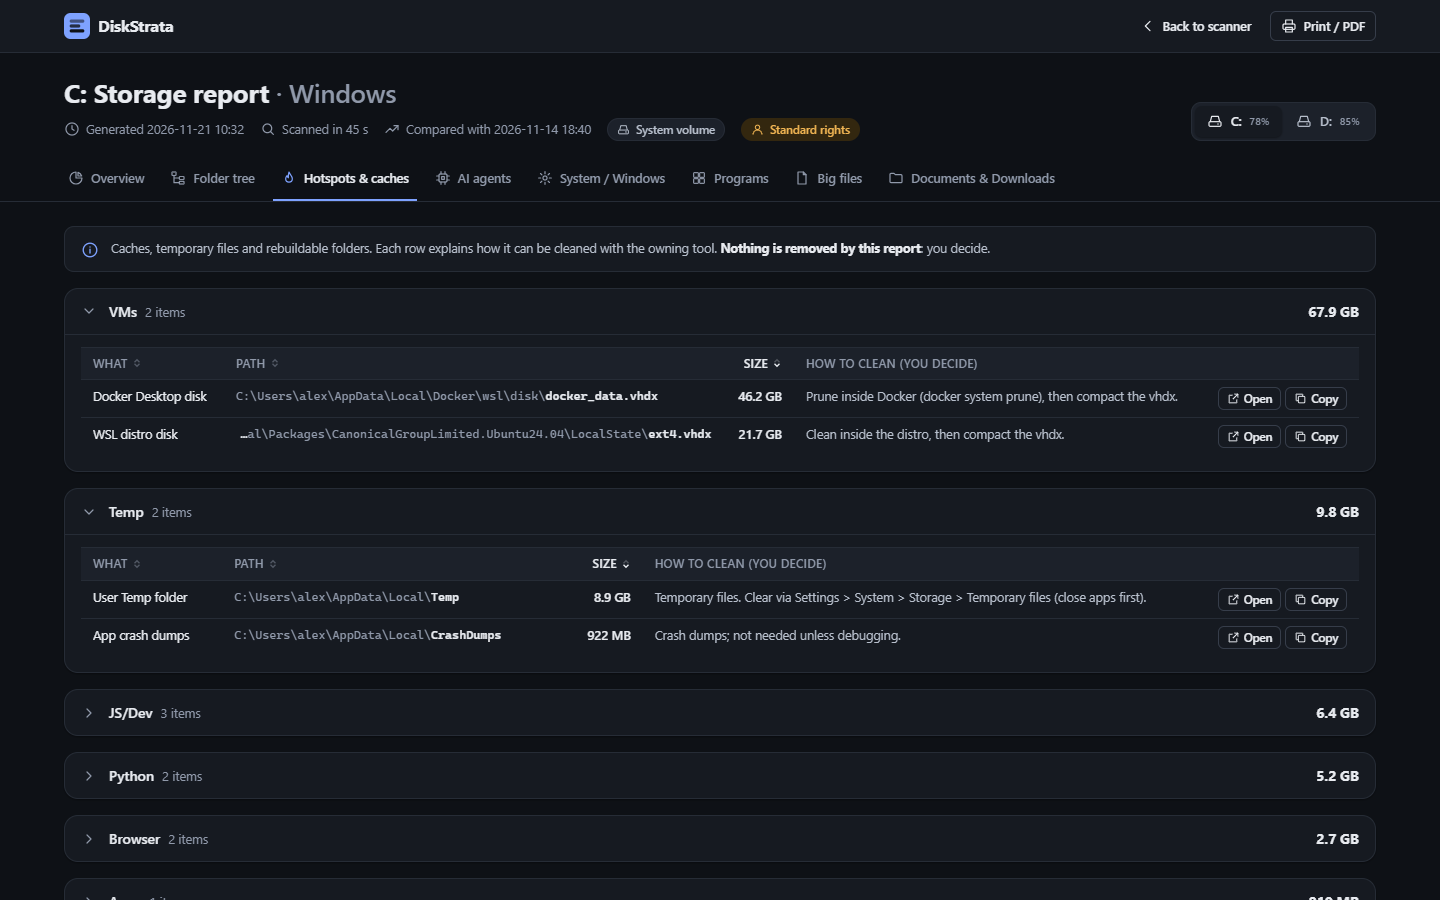 DiskStrata
Back to scanner
Print / PDF
C: Storage report · Windows
Generated 2026-11-21 10:32 Scanned in 45 s Compared with 2026-11-14 18:40 System volume Standard rights
C: 78% D: 85%
Overview Folder tree Hotspots & caches AI agents System / Windows Programs Big files Documents & Downloads
Caches, temporary files and rebuildable folders. Each row explains how it can be cleaned with the owning tool. Nothing is removed by this report: you decide.
VMs 2 items 67.9 GB
WHAT PATH SIZE HOW TO CLEAN (YOU DECIDE)
Docker Desktop disk C:\Users\alex\AppData\Local\Docker\wsl\disk\docker_data.vhdx 46.2 GB Prune inside Docker (docker system prune), then compact the vhdx. Open Copy
WSL distro disk …al\Packages\CanonicalGroupLimited.Ubuntu24.04\LocalState\ext4.vhdx 21.7 GB Clean inside the distro, then compact the vhdx. Open Copy
Temp 2 items 9.8 GB
WHAT PATH SIZE HOW TO CLEAN (YOU DECIDE)
User Temp folder C:\Users\alex\AppData\Local\Temp 8.9 GB Temporary files. Clear via Settings > System > Storage > Temporary files (close apps first). Open Copy
App crash dumps C:\Users\alex\AppData\Local\CrashDumps 922 MB Crash dumps; not needed unless debugging. Open Copy
JS/Dev 3 items 6.4 GB
Python 2 items 5.2 GB
Browser 2 items 2.7 GB